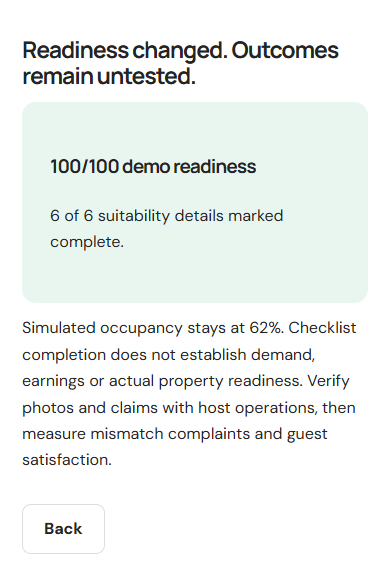 Readiness changed. Outcomes
remain untested.
100/100 demo readiness
6 of 6 suitability details marked
complete.
Simulated occupancy stays at 62%. Checklist
completion does not establish demand,
earnings or actual property readiness. Verify
photos and claims with host operations, then
measure mismatch complaints and guest
satisfaction.
Back